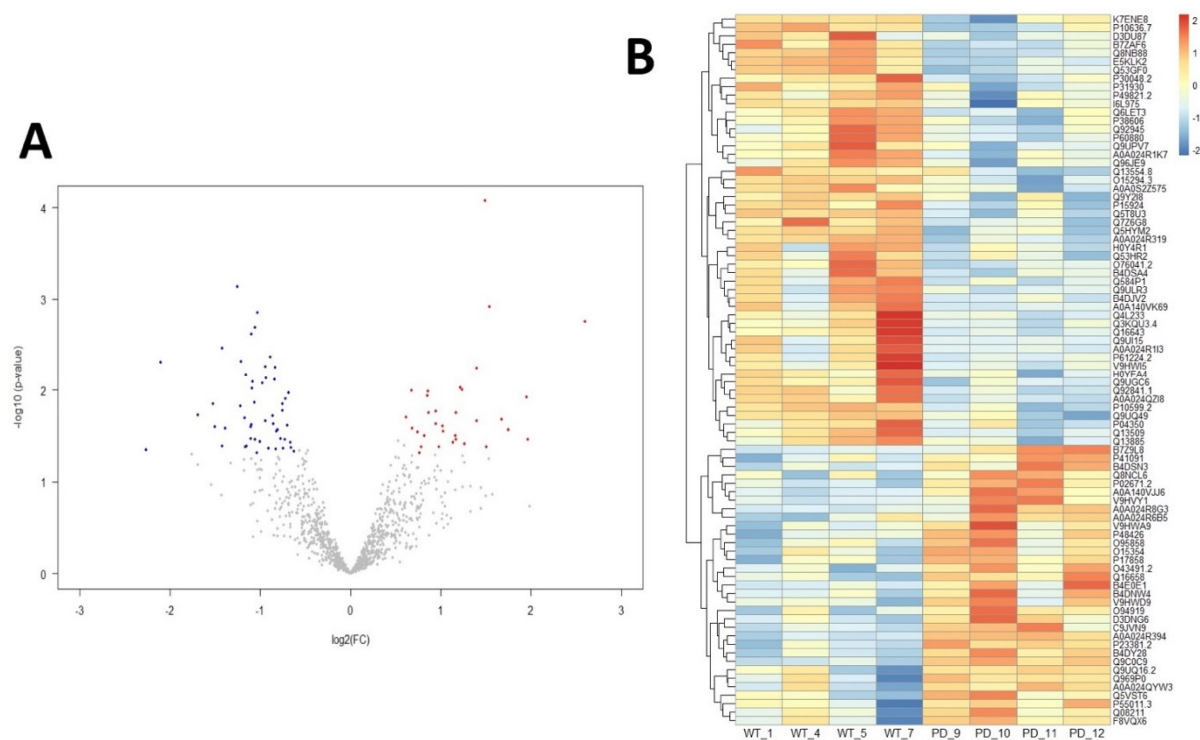 A
4
3
2
1
0
-3
-2
-1
0
1
2
3
-log10 (p-value)
log2(FC)
B
K7ENE8
P10636.7
D3DU87
B7ZAF6
Q8NB88
E5KLK2
Q53GF0
P30048.2
P31930
P49821.2
I6L975
Q6LET3
P38606
Q92945
P60880
Q9UPV7
A0A024R1K7
Q96JE9
Q13554.8
O15294.3
A0A0S2Z575
Q9Y2I8
P15924
Q5T8U3
Q7Z6G8
Q5HYM2
A0A024R319
H0Y4R1
Q53HR2
O76041.2
B4DSA4
Q584P1
Q9ULR3
B4DJV2
A0A140VK69
Q4L233
Q3KQU3.4
Q16643
Q9UI15
A0A024R1I3
P61224.2
V9HWI5
H0YFA4
Q9UGC6
Q92841.1
A0A024QZI8
P10599.2
Q9UQ49
P04350
Q13509
Q13885
B7Z9L8
P41091
B4DSN3
Q8NCL6
P02671.2
A0A140VJJ6
V9HVY1
A0A024R8G3
A0A024R6B5
V9HWA9
P48426
O95858
O15354
P17858
O43491.2
Q16658
B4E0E1
B4DNW4
V9HWD9
O94919
D3DNG6
C9JVN9
A0A024R394
P23381.2
B4DY28
Q9C0C9
Q9UQ16.2
Q969P0
A0A024QYW3
Q5VST6
P55011.3
Q08211
F8VQX6
WT_1 WT_4 WT_5 WT_7 PD_9 PD_10 PD_11 PD_12
2
1
0
-1
-2